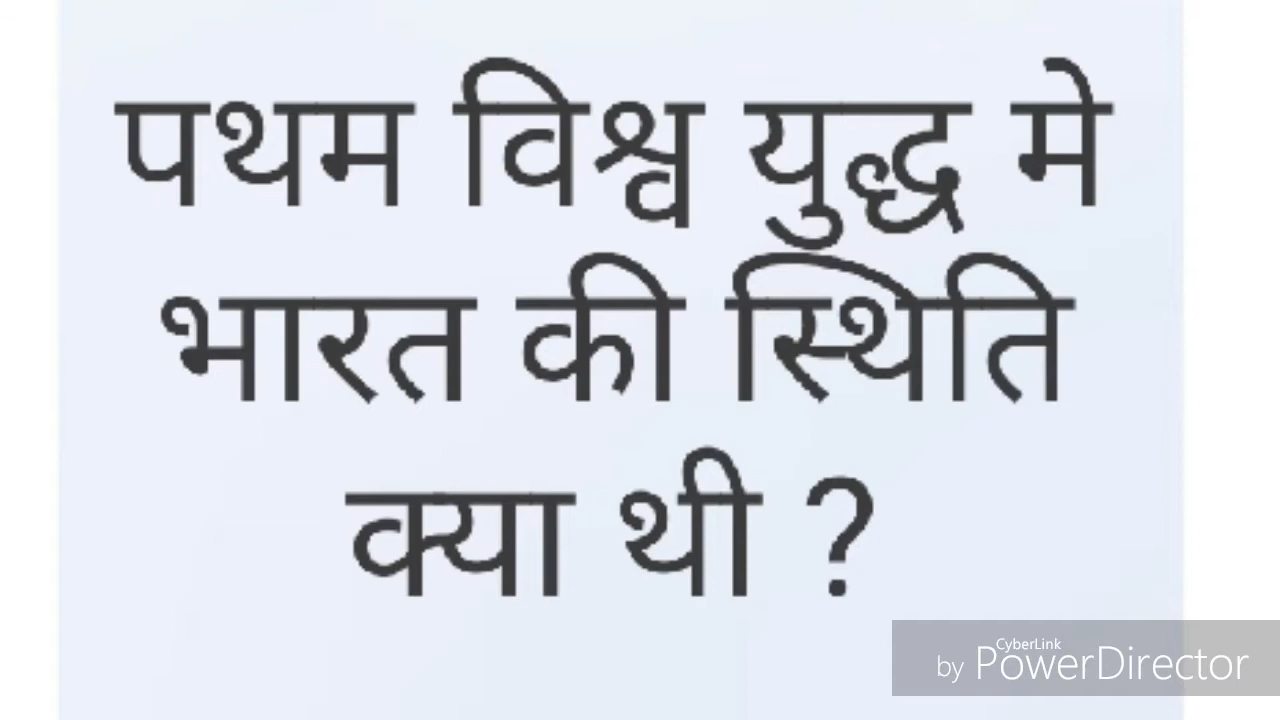 पथम विश्व युद्ध मे
भारत की स्थिति
क्या थी ?
CyberLink
by PowerDirector